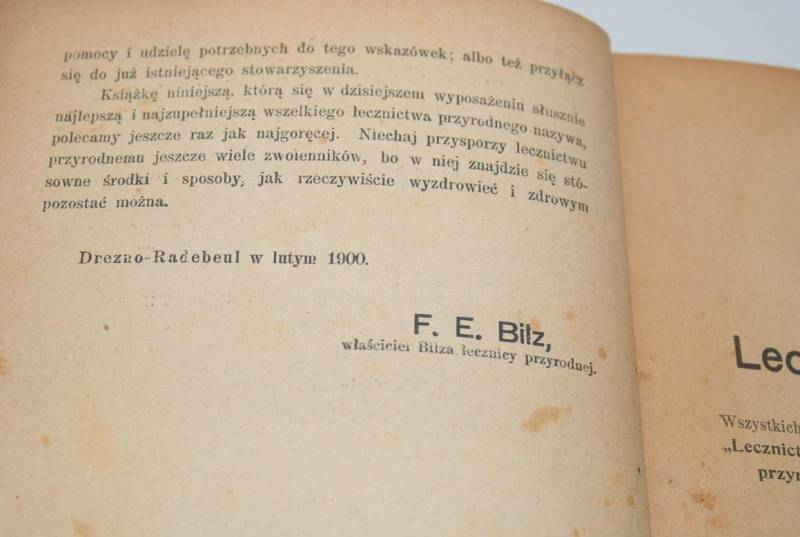 pomocy i udzielę potrzebnych do tego wskazówek; albo też przyłącz
się do już istniejącego stowarzyszenia.
Książkę niniejszą, którą się w dzisiejszem wyposażeniu słusznie
najlepszą i najzupełniejszą wszelkiego lecznictwa przyrodnego nazywa,
polecamy jeszcze raz jak najgoręcej. Niechaj przysporzy lecznictwu
przyrodnemu jeszcze wiele zwolenników, bo w niej znajdzie się stó-
sowne środki i sposoby, jak rzeczywiście wyzdrowieć i zdrowym
pozostać można.
Drezno-Radebeul w lutym 1900.
F. E. Bilz,
właściciel Bilza lecznicy przyrodnej.
Lec
Wszystkich
„Lecznict
przyr